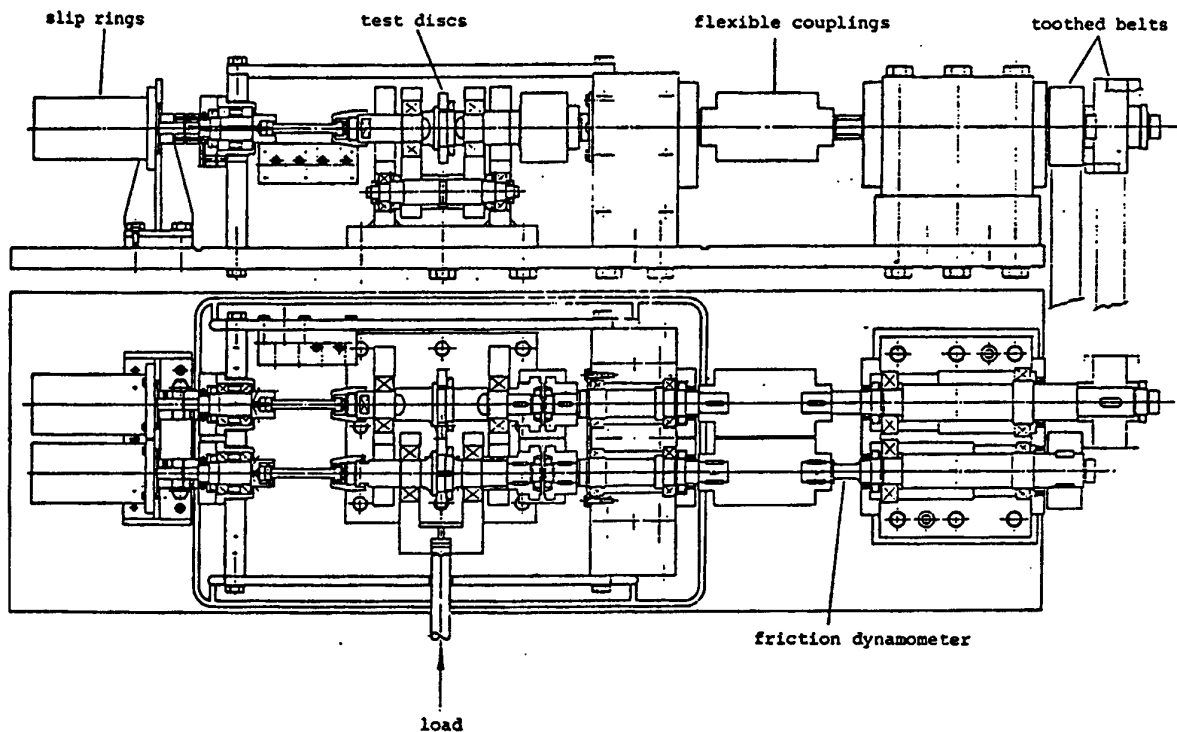 slip rings
test discs
flexible couplings
toothed belts
friction dynamometer
load